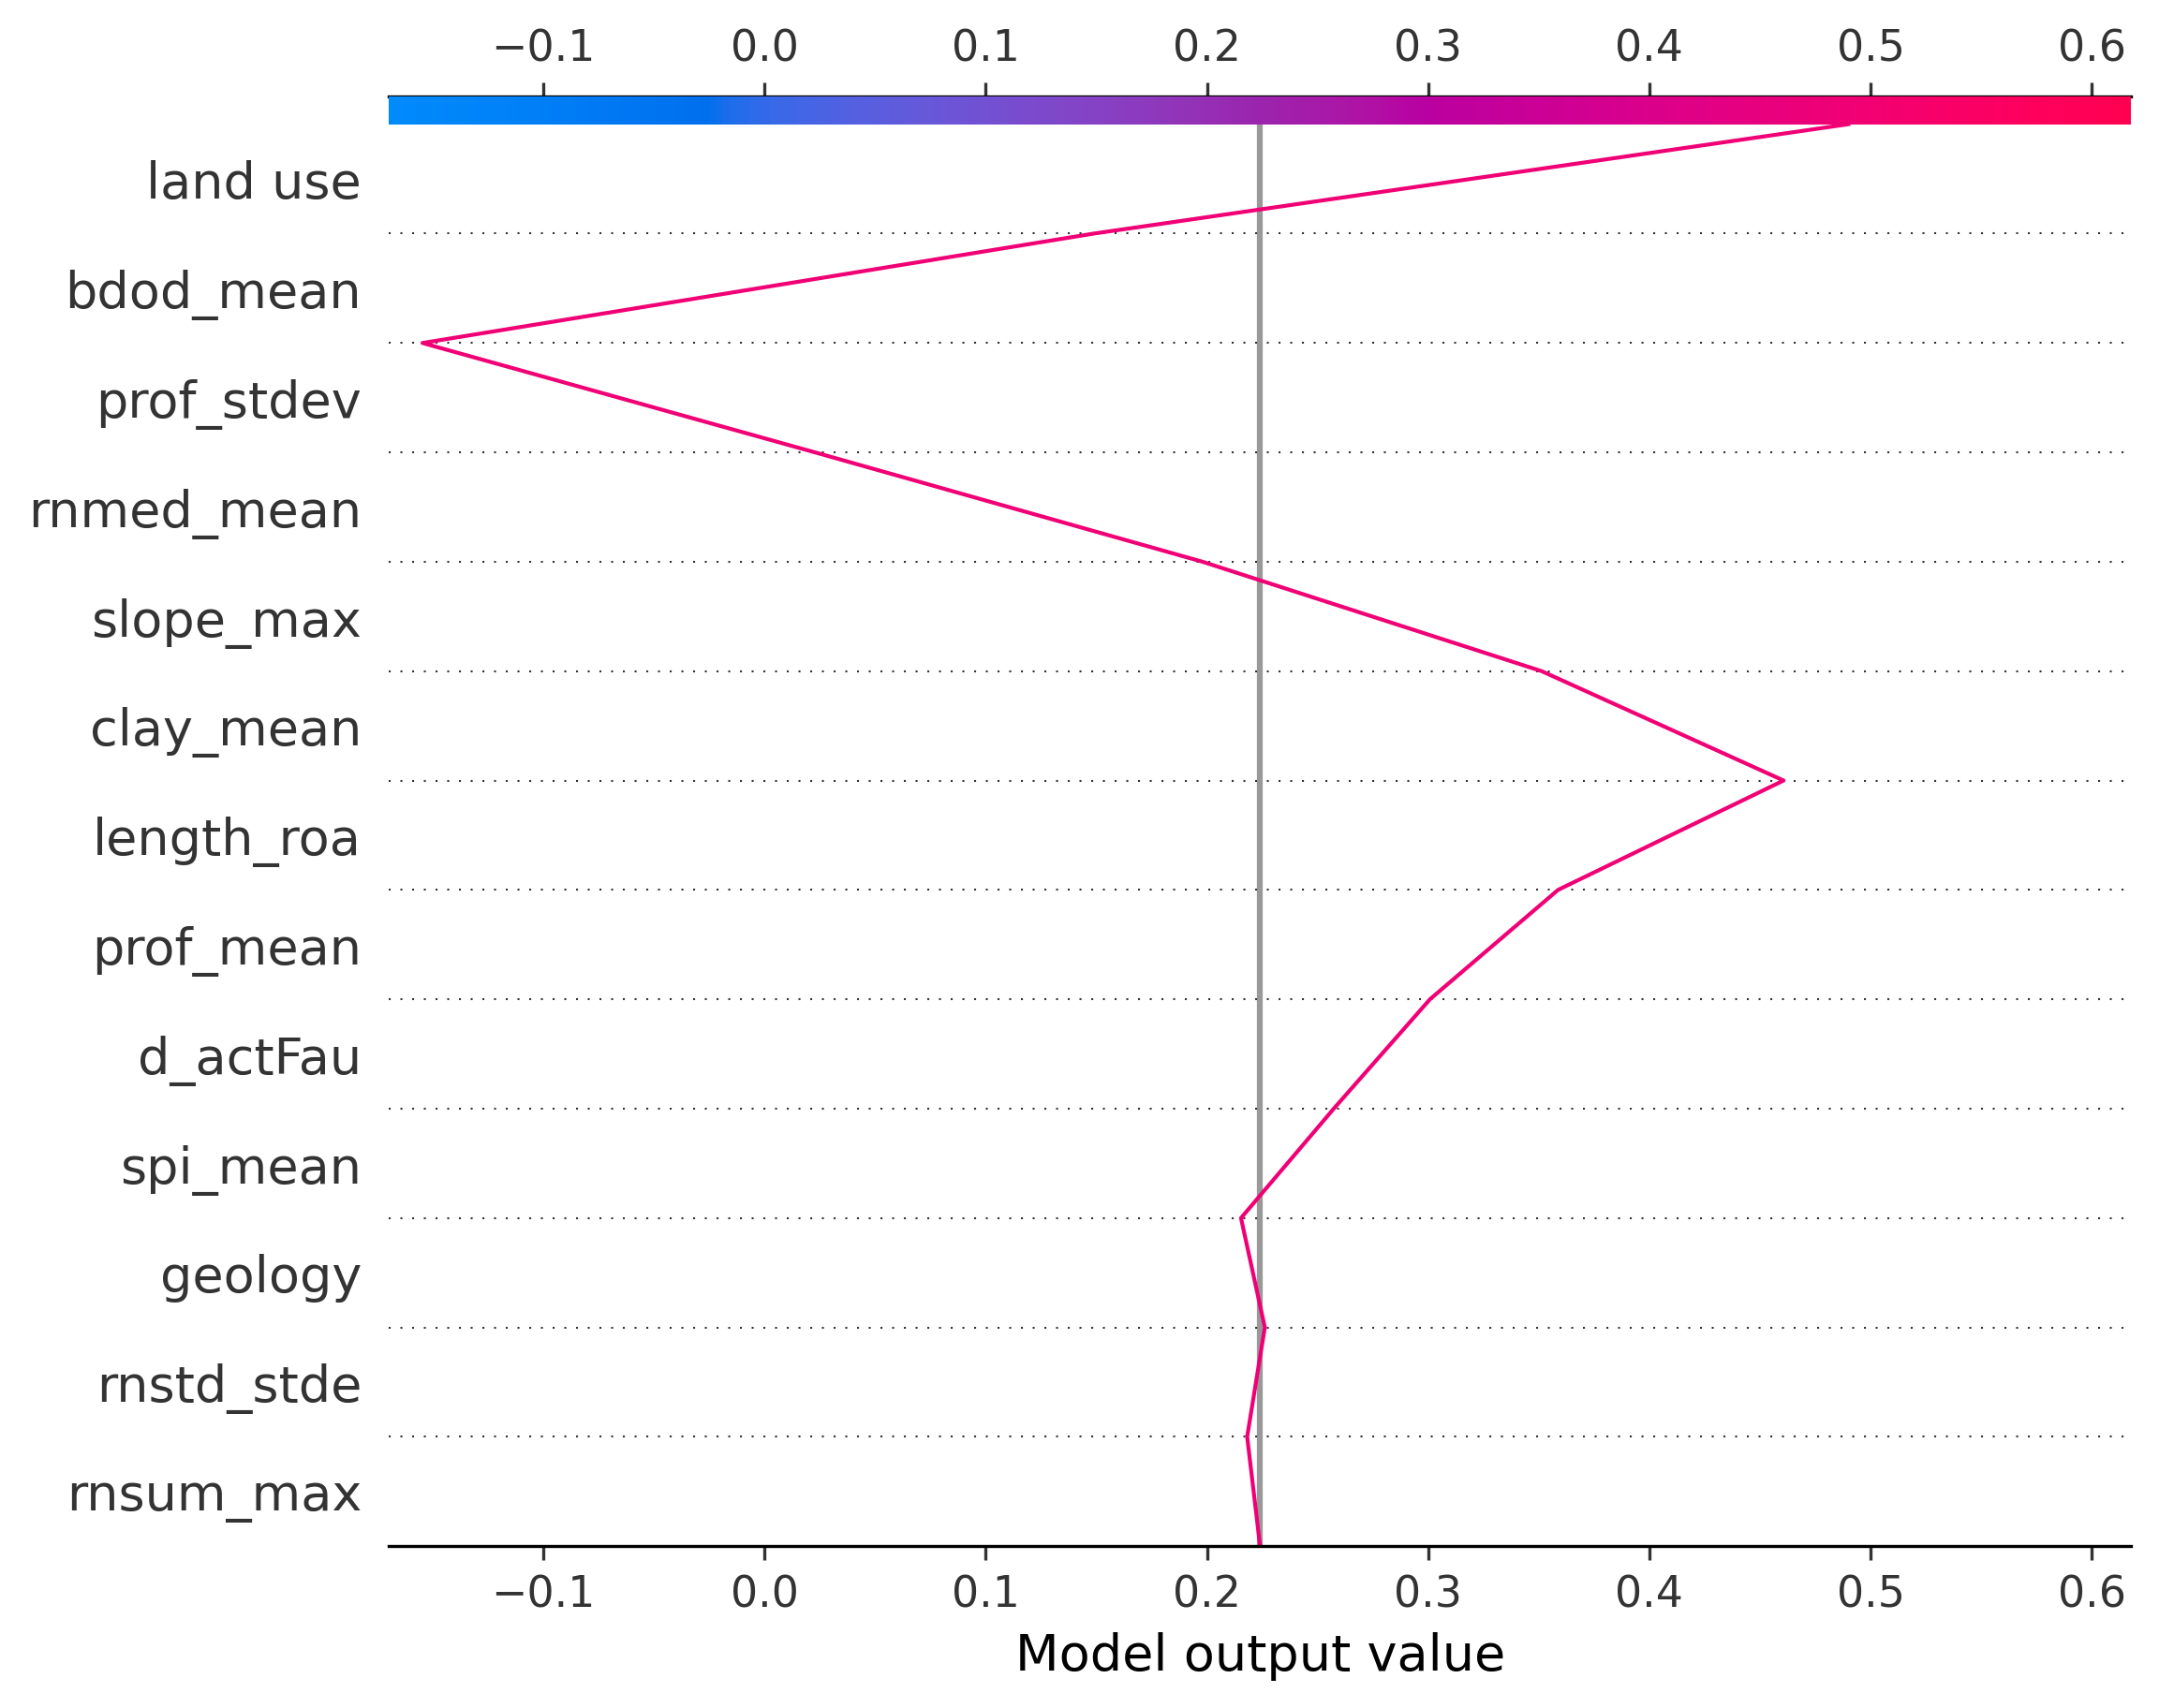 −0.1 0.0 0.1 0.2 0.3 0.4 0.5 0.6
land use
bdod_mean
prof_stdev
rnmed_mean
slope_max
clay_mean
length_roa
prof_mean
d_actFau
spi_mean
geology
rnstd_stde
rnsum_max
−0.1 0.0 0.1 0.2 0.3 0.4 0.5 0.6
Model output value